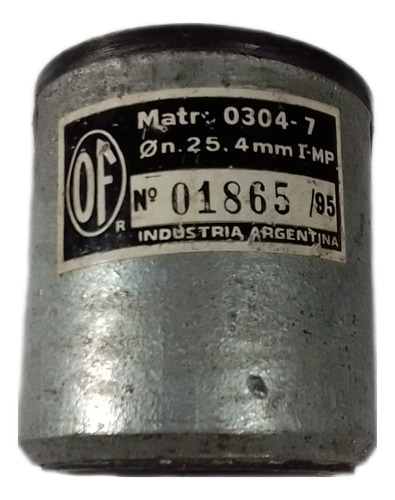 Matr: 0304-7
Øn.25.4mm I-MP
OF
R
Nº 01865 /95
INDUSTRIA ARGENTINA